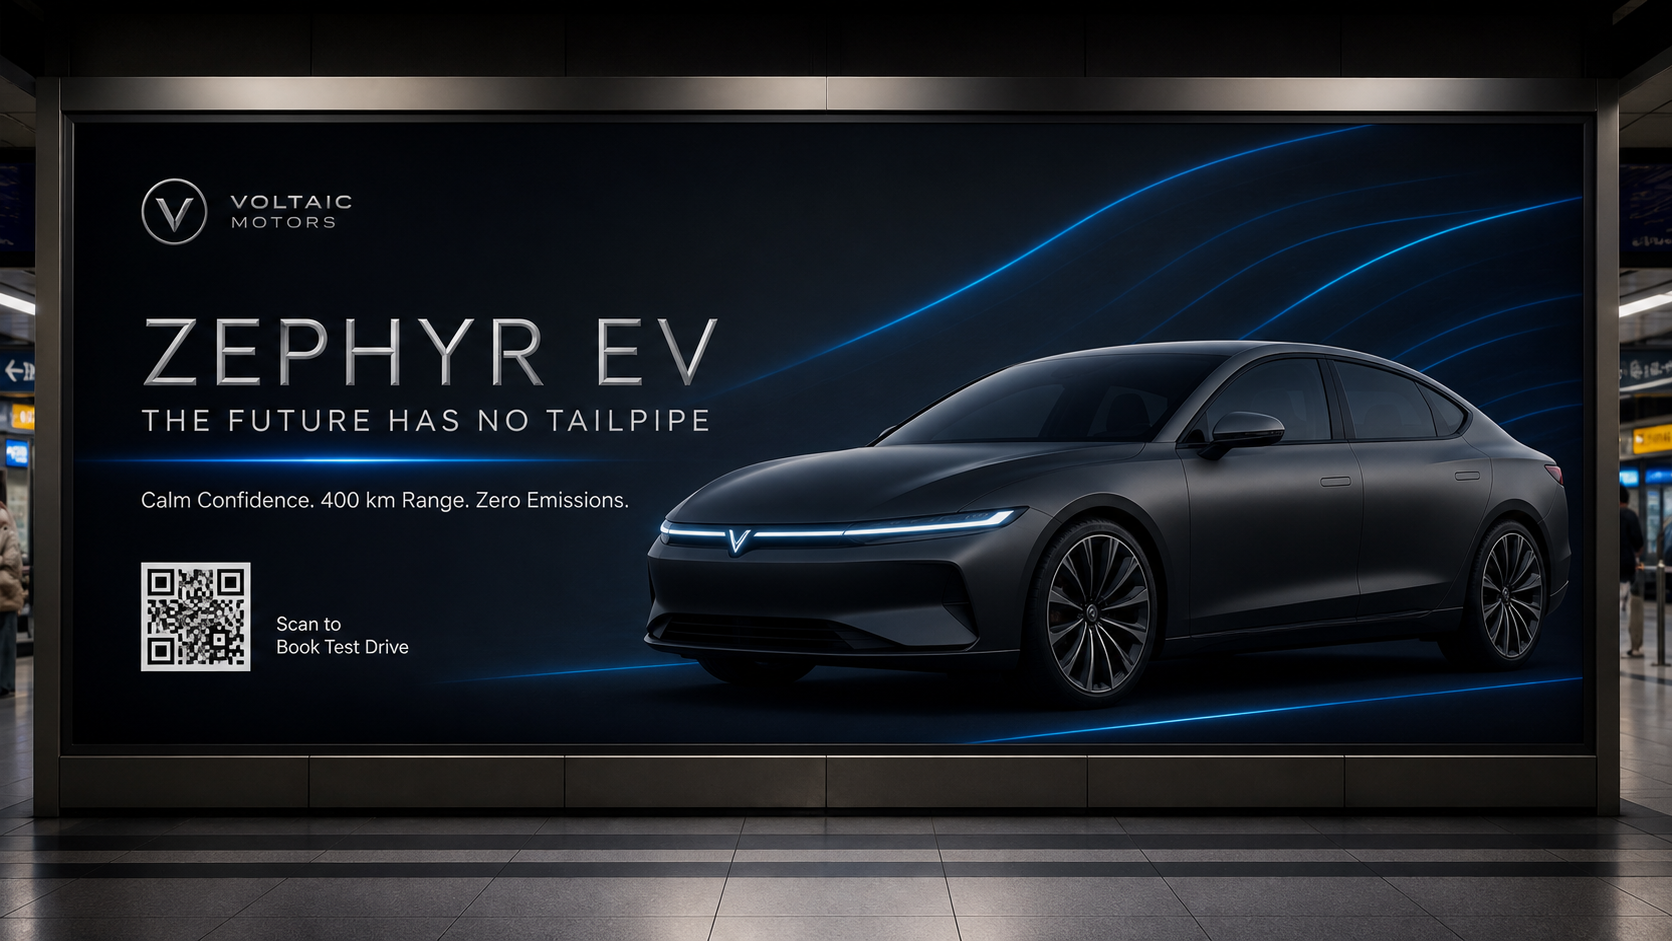 VOLTAIC
MOTORS
ZEPHYR EV
THE FUTURE HAS NO TAILPIPE
Calm Confidence. 400 km Range. Zero Emissions.
Scan to
Book Test Drive